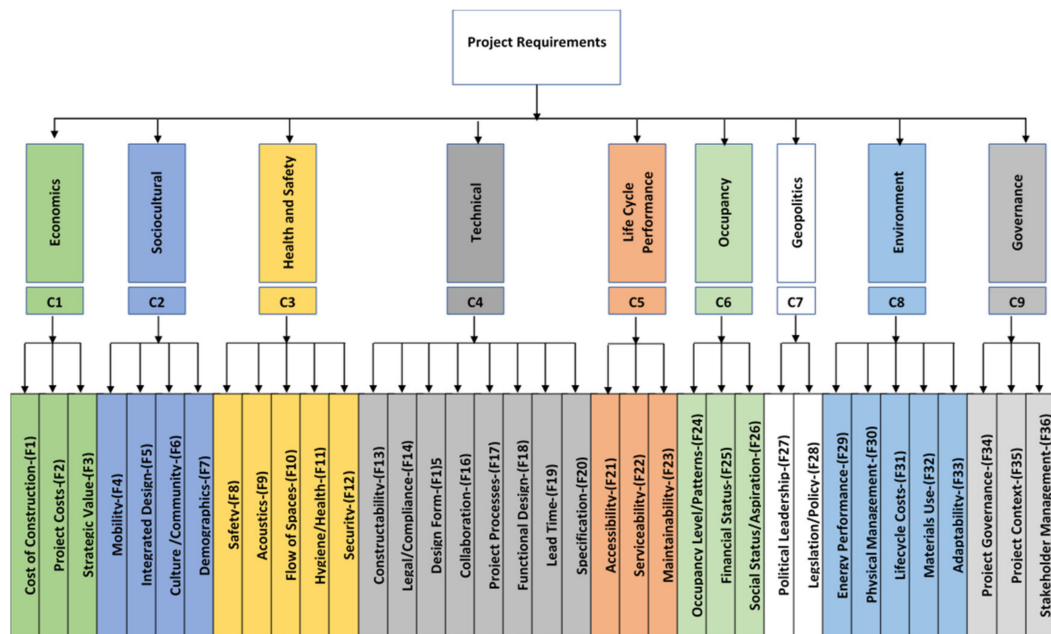 Project Requirements
Economics
Sociocultural
Health and Safety
Technical
Life Cycle
Performance
Occupancy
Geopolitics
Environment
Governance
C1
C2
C3
C4
C5
C6
C7
C8
C9
Cost of Construction-(F1)
Project Costs-(F2)
Strategic Value-(F3)
Mobility-(F4)
Integrated Design-(F5)
Culture /Community-(F6)
Demographics-(F7)
Safety-(F8)
Acoustics-(F9)
Flow of Spaces-(F10)
Hygiene/Health-(F11)
Security-(F12)
Constructability-(F13)
Legal/Compliance-(F14)
Design Form-(F1)5
Collaboration-(F16)
Project Processes-(F17)
Functional Design-(F18)
Lead Time-(F19)
Specification-(F20)
Accessibility-(F21)
Serviceability-(F22)
Maintainability-(F23)
Occupancy Level/Patterns-(F24)
Financial Status-(F25)
Social Status/Aspiration-(F26)
Political Leadership-(F27)
Legslation/Policy-(F28)
Energy Performance-(F29)
Physical Management-(F30)
Lifecycle Costs-(F31)
Materials Use-(F32)
Adaptability-(F33)
Project Governance-(F34)
Project Context-(F35)
Stakeholder Management-(F36)